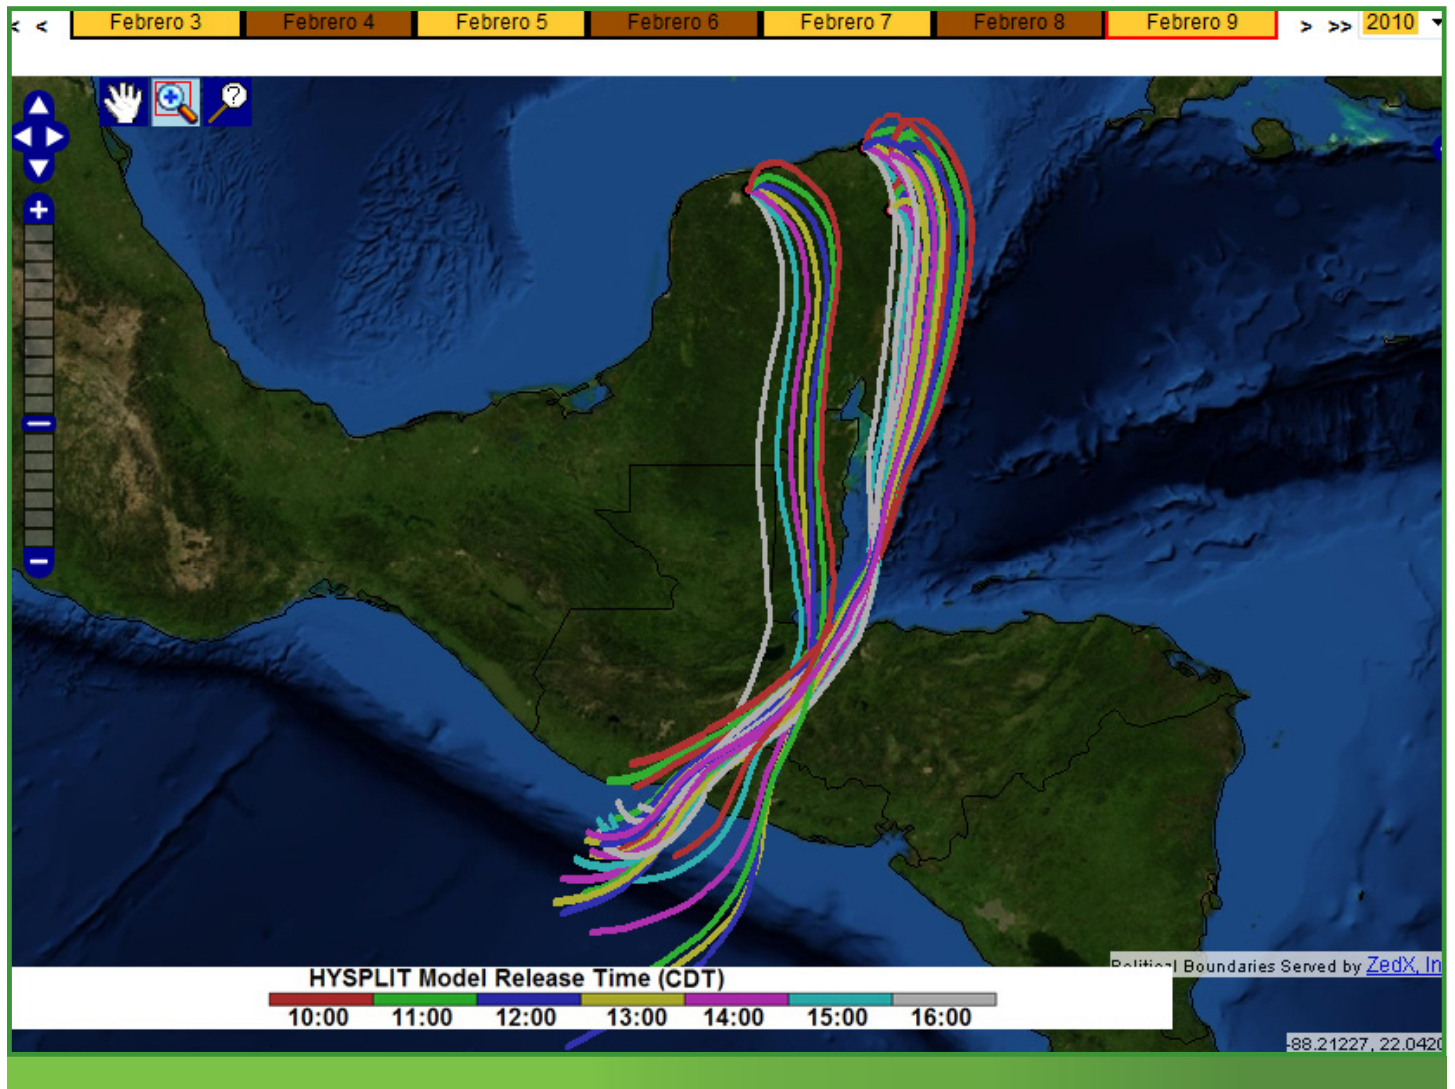 < < Febrero 3 Febrero 4 Febrero 5 Febrero 6 Febrero 7 Febrero 8 Febrero 9 > >> 2010
?
+
−
Political Boundaries Served by ZedX, In
HYSPLIT Model Release Time (CDT)
10:00 11:00 12:00 13:00 14:00 15:00 16:00
-88.21227, 22.0420